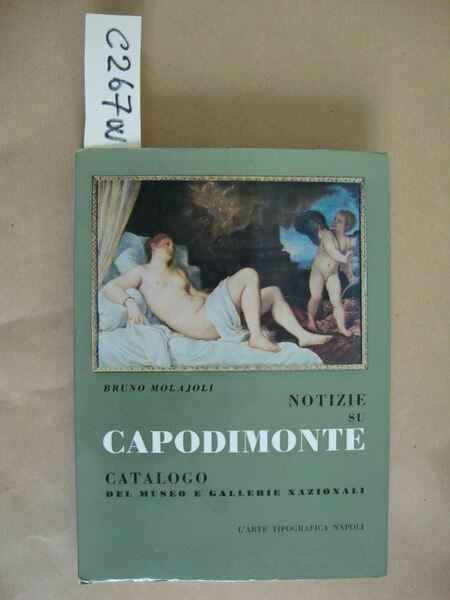 C267α
BRUNO MOLAJOLI
NOTIZIE
SU
CAPODIMONTE
CATALOGO
DEL MUSEO E GALLERIE NAZIONALI
L'ARTE TIPOGRAFICA NAPOLI